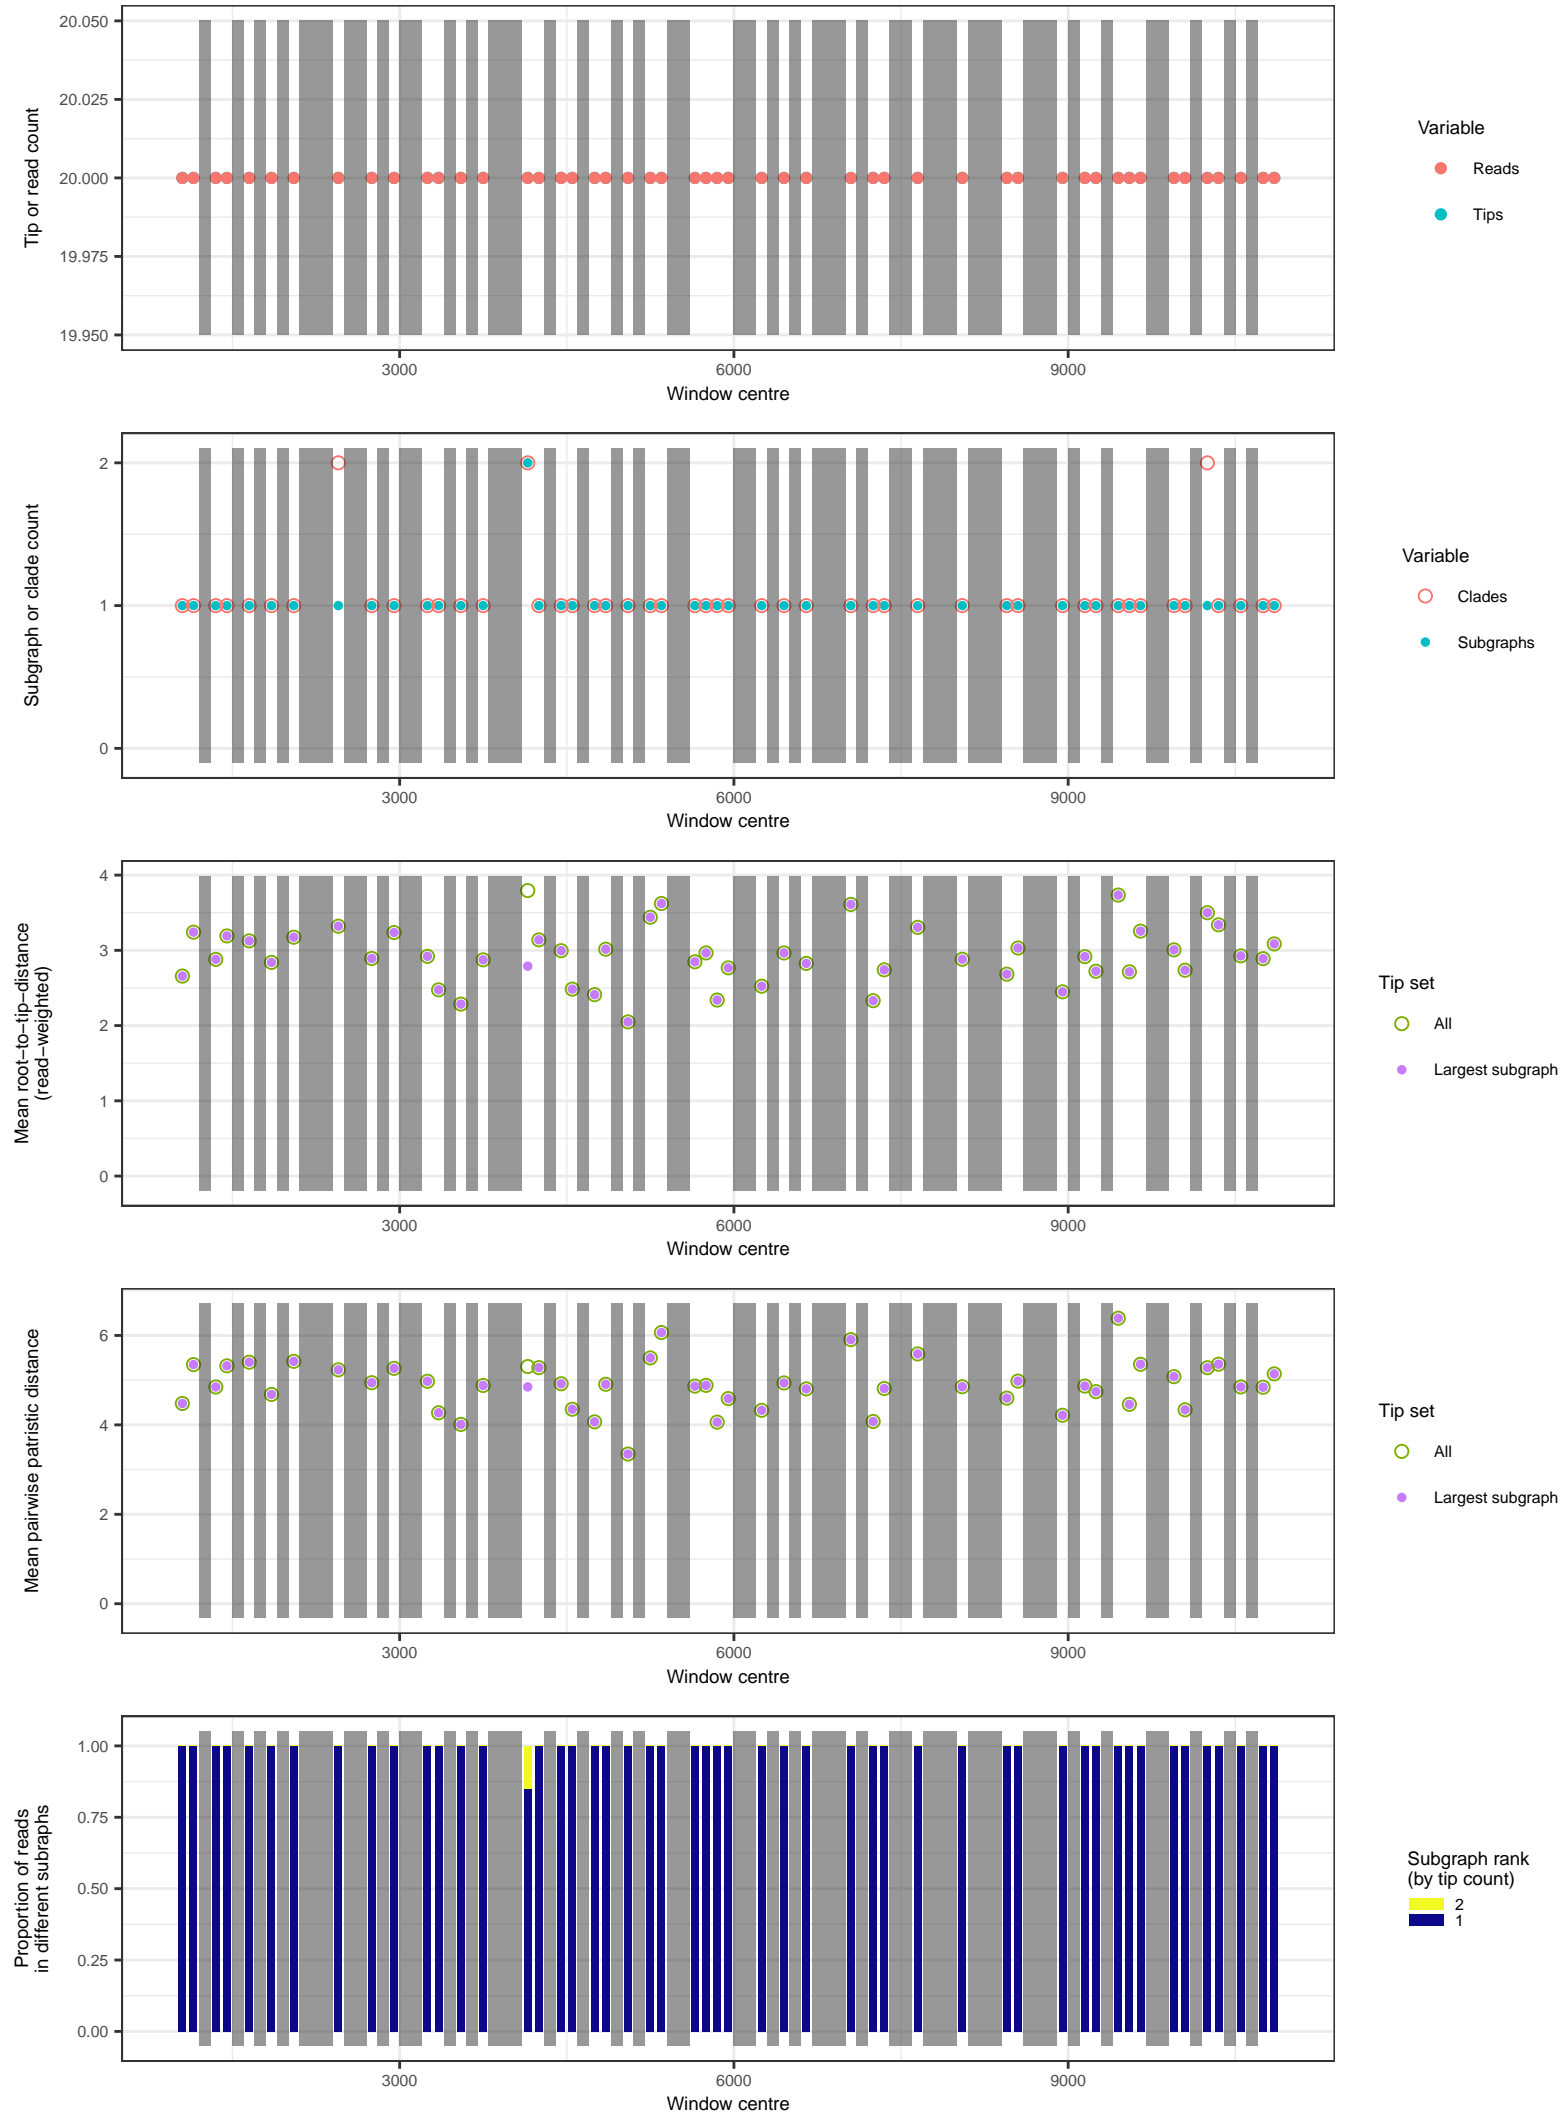 20.050
20.025
20.000
19.975
19.950
Tip or read count
3000
6000
9000
Window centre
Variable
Reads
Tips
2
1
0
Subgraph or clade count
3000
6000
9000
Window centre
Variable
Clades
Subgraphs
4
3
2
1
0
Mean root−to−tip−distance
(read−weighted)
3000
6000
9000
Window centre
Tip set
All
Largest subgraph
6
4
2
0
Mean pairwise patristic distance
3000
6000
9000
Window centre
Tip set
All
Largest subgraph
1.00
0.75
0.50
0.25
0.00
Proportion of reads
in different subraphs
3000
6000
9000
Window centre
Subgraph rank
(by tip count)
2
1